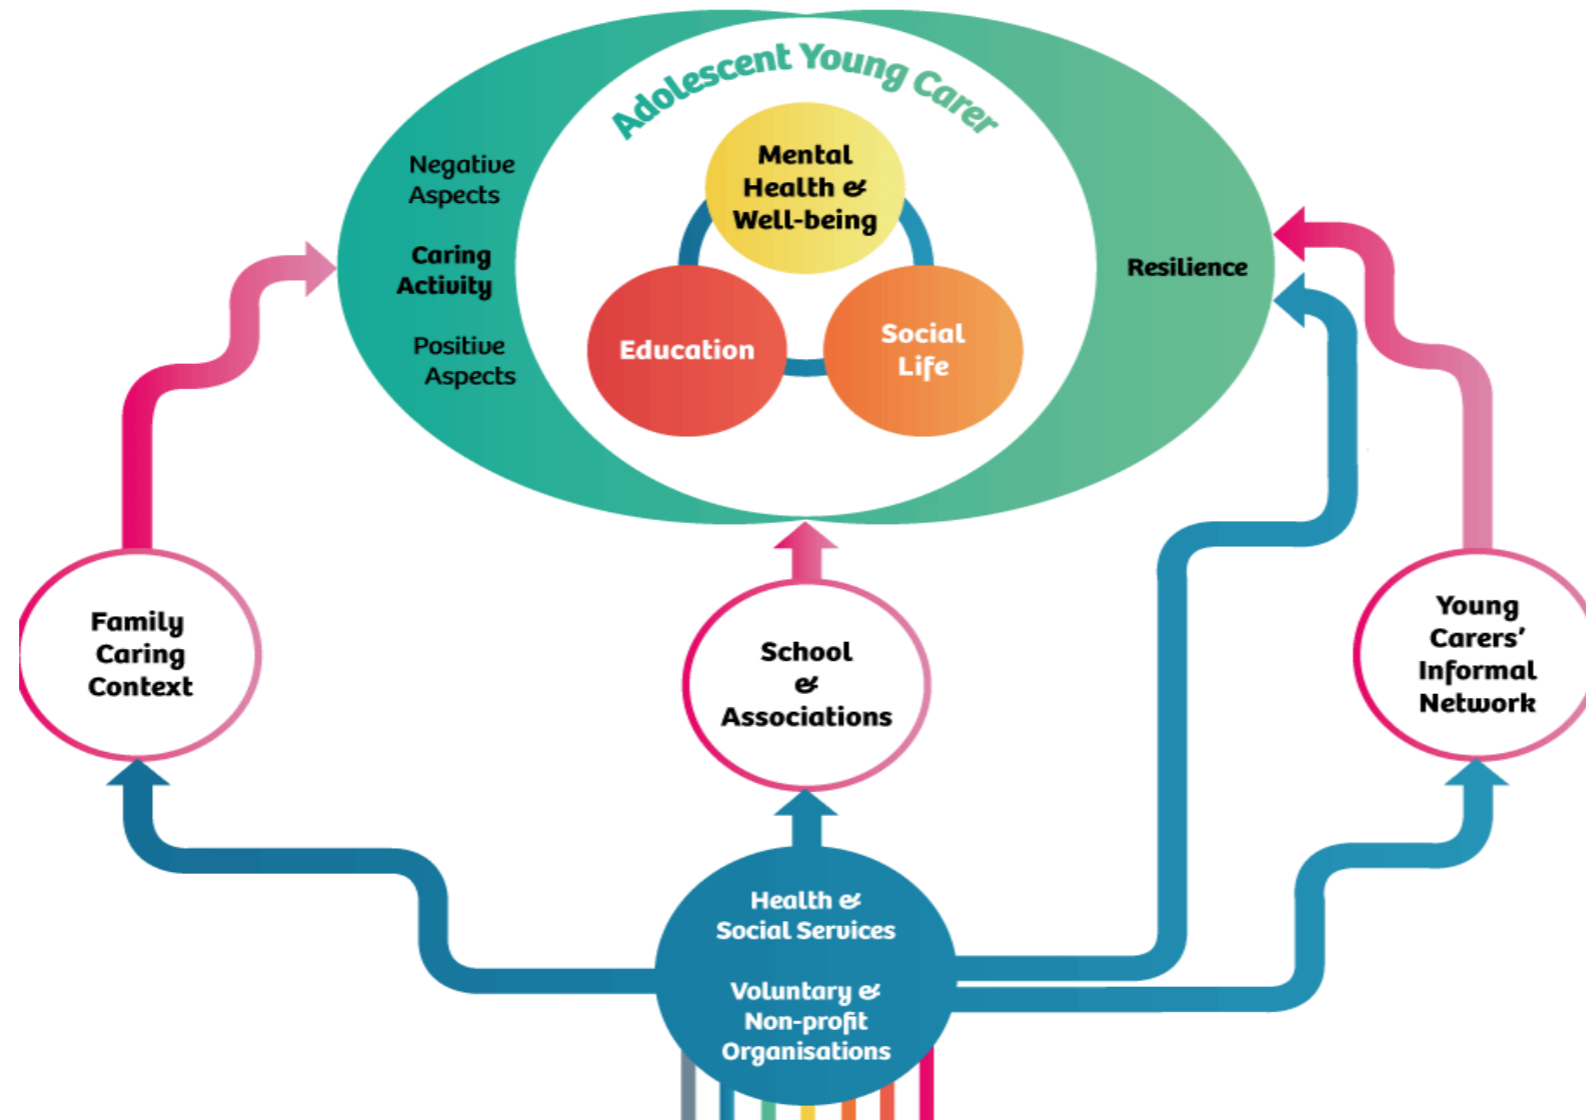 Adolescent Young Carer
Mental
Health &
Well-being
Negative
Aspects
Caring
Activity
Positive
Aspects
Education
Social
Life
Resilience
Family
Caring
Context
School
&
Associations
Young
Carers'
Informal
Network
Health &
Social Services
Voluntary &
Non-profit
Organisations